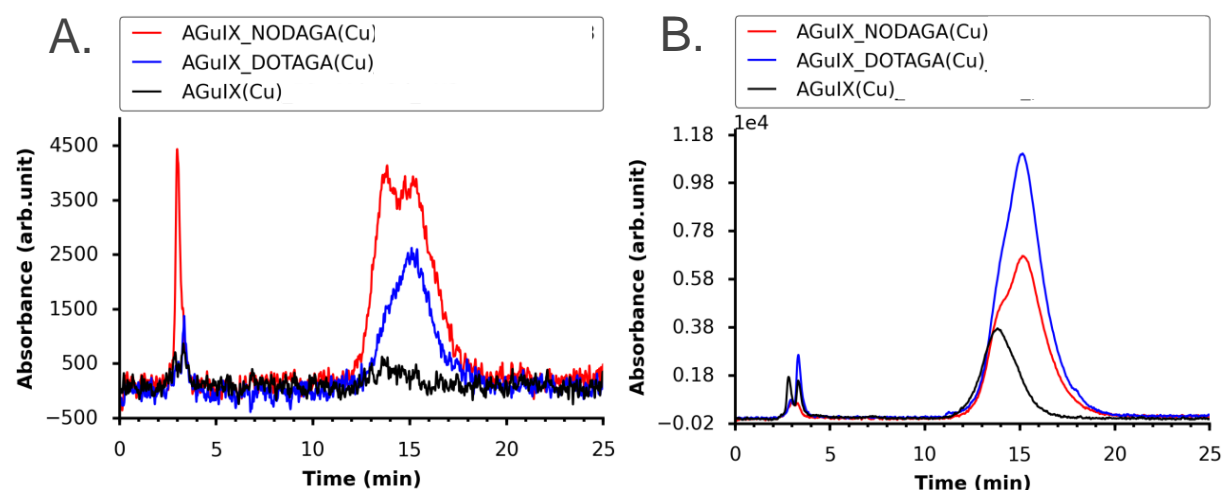 A.
AGuIX_NODAGA(Cu)
AGuIX_DOTAGA(Cu)
AGuIX(Cu)
Absorbance (arb.unit)
4500
3500
2500
1500
500
−500
0 5 10 15 20 25
Time (min)
B.
AGuIX_NODAGA(Cu)
AGuIX_DOTAGA(Cu)
AGuIX(Cu)
1e4
Absorbance (arb.unit)
1.18
0.98
0.78
0.58
0.38
0.18
−0.02
0 5 10 15 20 25
Time (min)